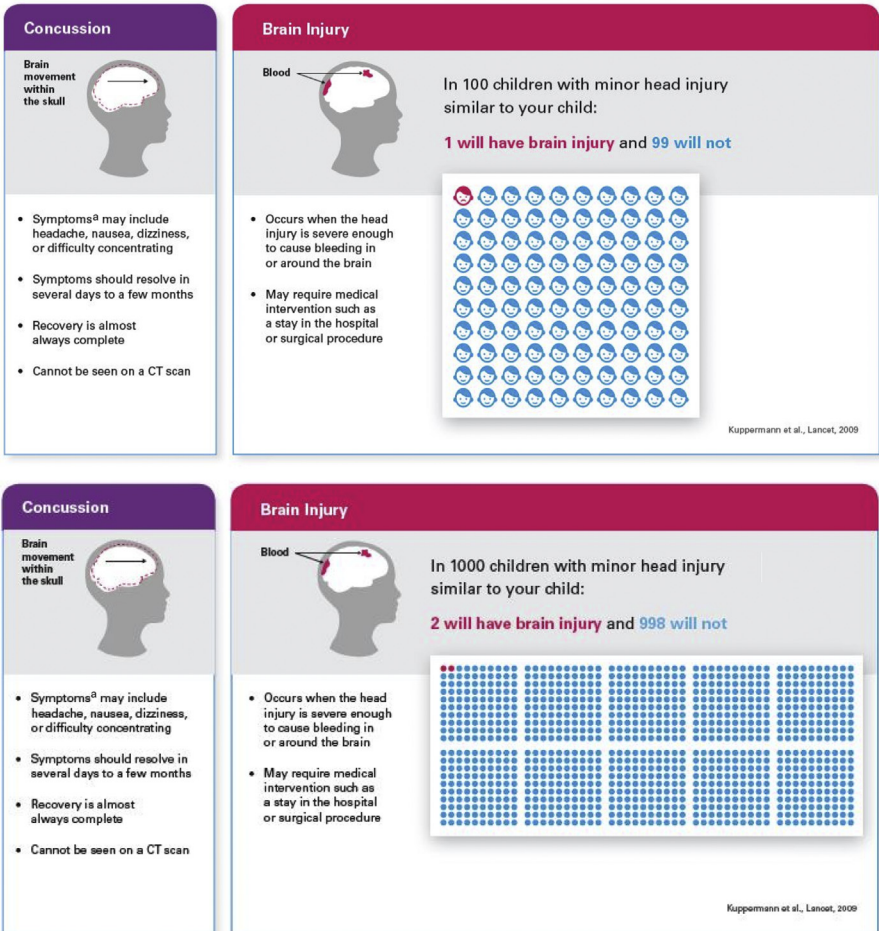 Concussion
Brain
movement
within
the skull
• Symptomsª may include
headache, nausea, dizziness,
or difficulty concentrating
• Symptoms should resolve in
several days to a few months
• Recovery is almost
always complete
• Cannot be seen on a CT scan
Brain Injury
Blood
In 100 children with minor head injury
similar to your child:
1 will have brain injury and 99 will not
• Occurs when the head
injury is severe enough
to cause bleeding in
or around the brain
• May require medical
intervention such as
a stay in the hospital
or surgical procedure
Kuppermann et al., Lancet, 2009
Concussion
Brain
movement
within
the skull
• Symptomsª may include
headache, nausea, dizziness,
or difficulty concentrating
• Symptoms should resolve in
several days to a few months
• Recovery is almost
always complete
• Cannot be seen on a CT scan
Brain Injury
Blood
In 1000 children with minor head injury
similar to your child:
2 will have brain injury and 998 will not
• Occurs when the head
injury is severe enough
to cause bleeding in
or around the brain
• May require medical
intervention such as
a stay in the hospital
or surgical procedure
Kuppermann et al., Lancet, 2009